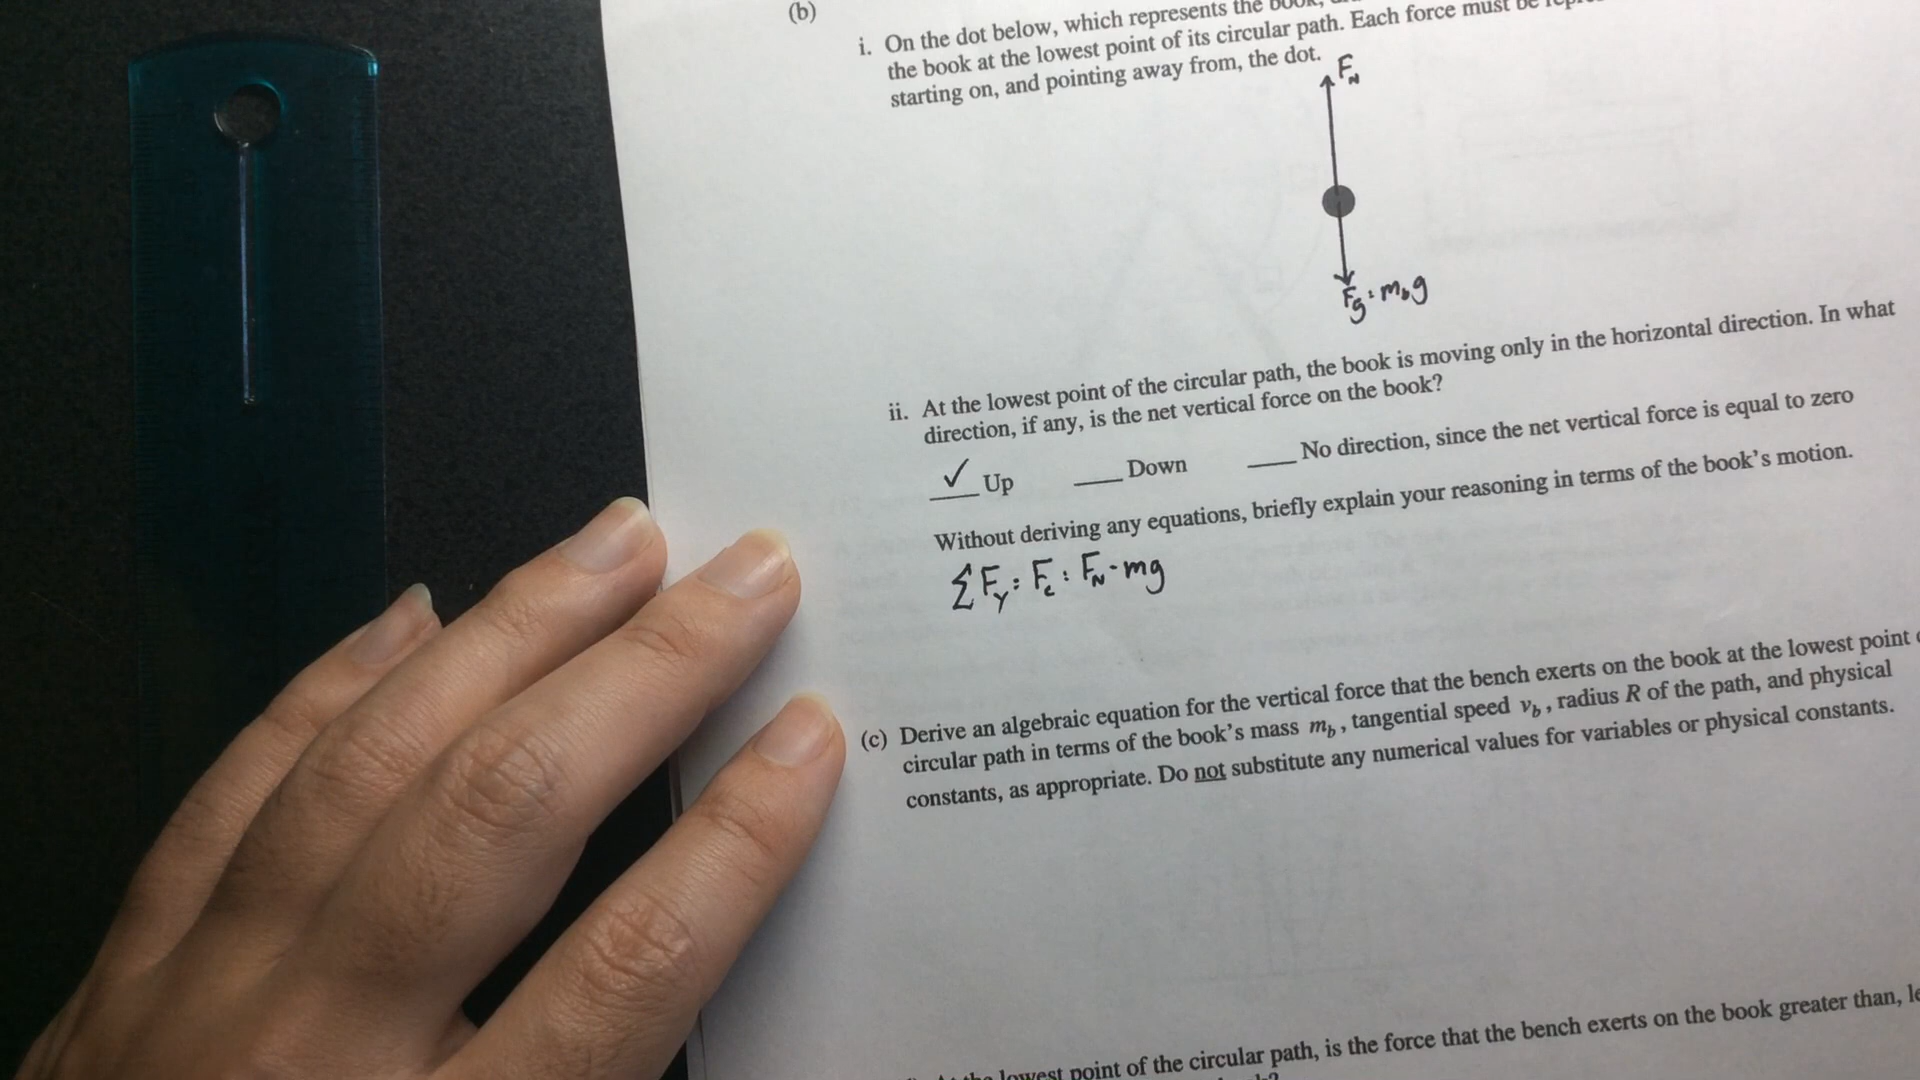 (b)
i. On the dot below, which represents the book,
the book at the lowest point of its circular path. Each force must be
starting on, and pointing away from, the dot.
F_N
F_g = m_b g
ii. At the lowest point of the circular path, the book is moving only in the horizontal direction. In what
direction, if any, is the net vertical force on the book?
✓ Up ___ Down ___ No direction, since the net vertical force is equal to zero
Without deriving any equations, briefly explain your reasoning in terms of the book's motion.
ΣF_y = F_c = F_N - mg
(c) Derive an algebraic equation for the vertical force that the bench exerts on the book at the lowest point
circular path in terms of the book's mass m_b, tangential speed v_b, radius R of the path, and physical
constants, as appropriate. Do not substitute any numerical values for variables or physical constants.
lowest point of the circular path, is the force that the bench exerts on the book greater than,